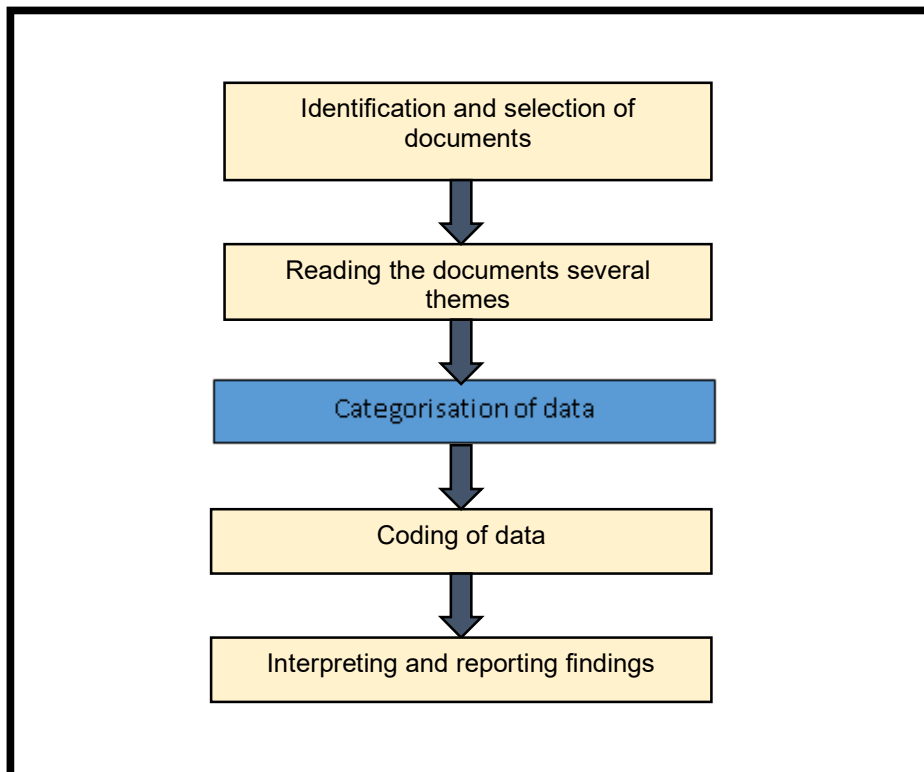 Identification and selection of
documents
Reading the documents several
themes
Categorisation of data
Coding of data
Interpreting and reporting findings